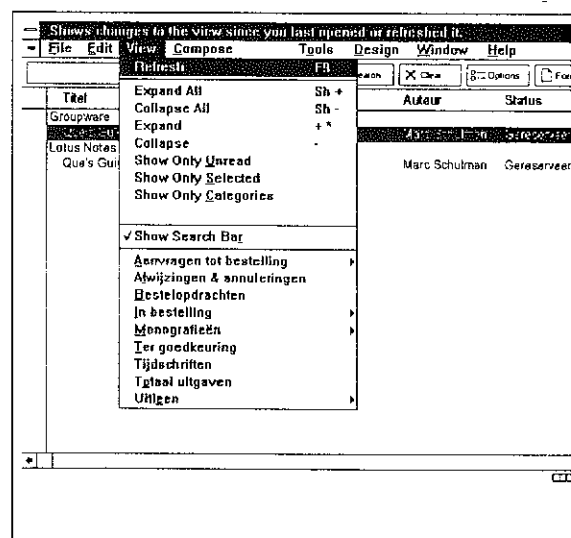 Shows changes to the view since you last opened or refreshed it.
File Edit View Compose Tools Design Window Help
Refresh F9
Clear Options
Expand All Sh +
Collapse All Sh -
Expand + *
Collapse -
Show Only Unread
Show Only Selected
Show Only Categories
✓ Show Search Bar
Aanvragen tot bestelling
Afwijzingen & annuleringen
Bestelopdrachten
In bestelling
Monografieën
Ter goedkeuring
Tijdschriften
Totaal uitgaven
Titel Auteur Status
Groupware
Lotus Notes
Que's Gui Marc Schulman Gereserveer